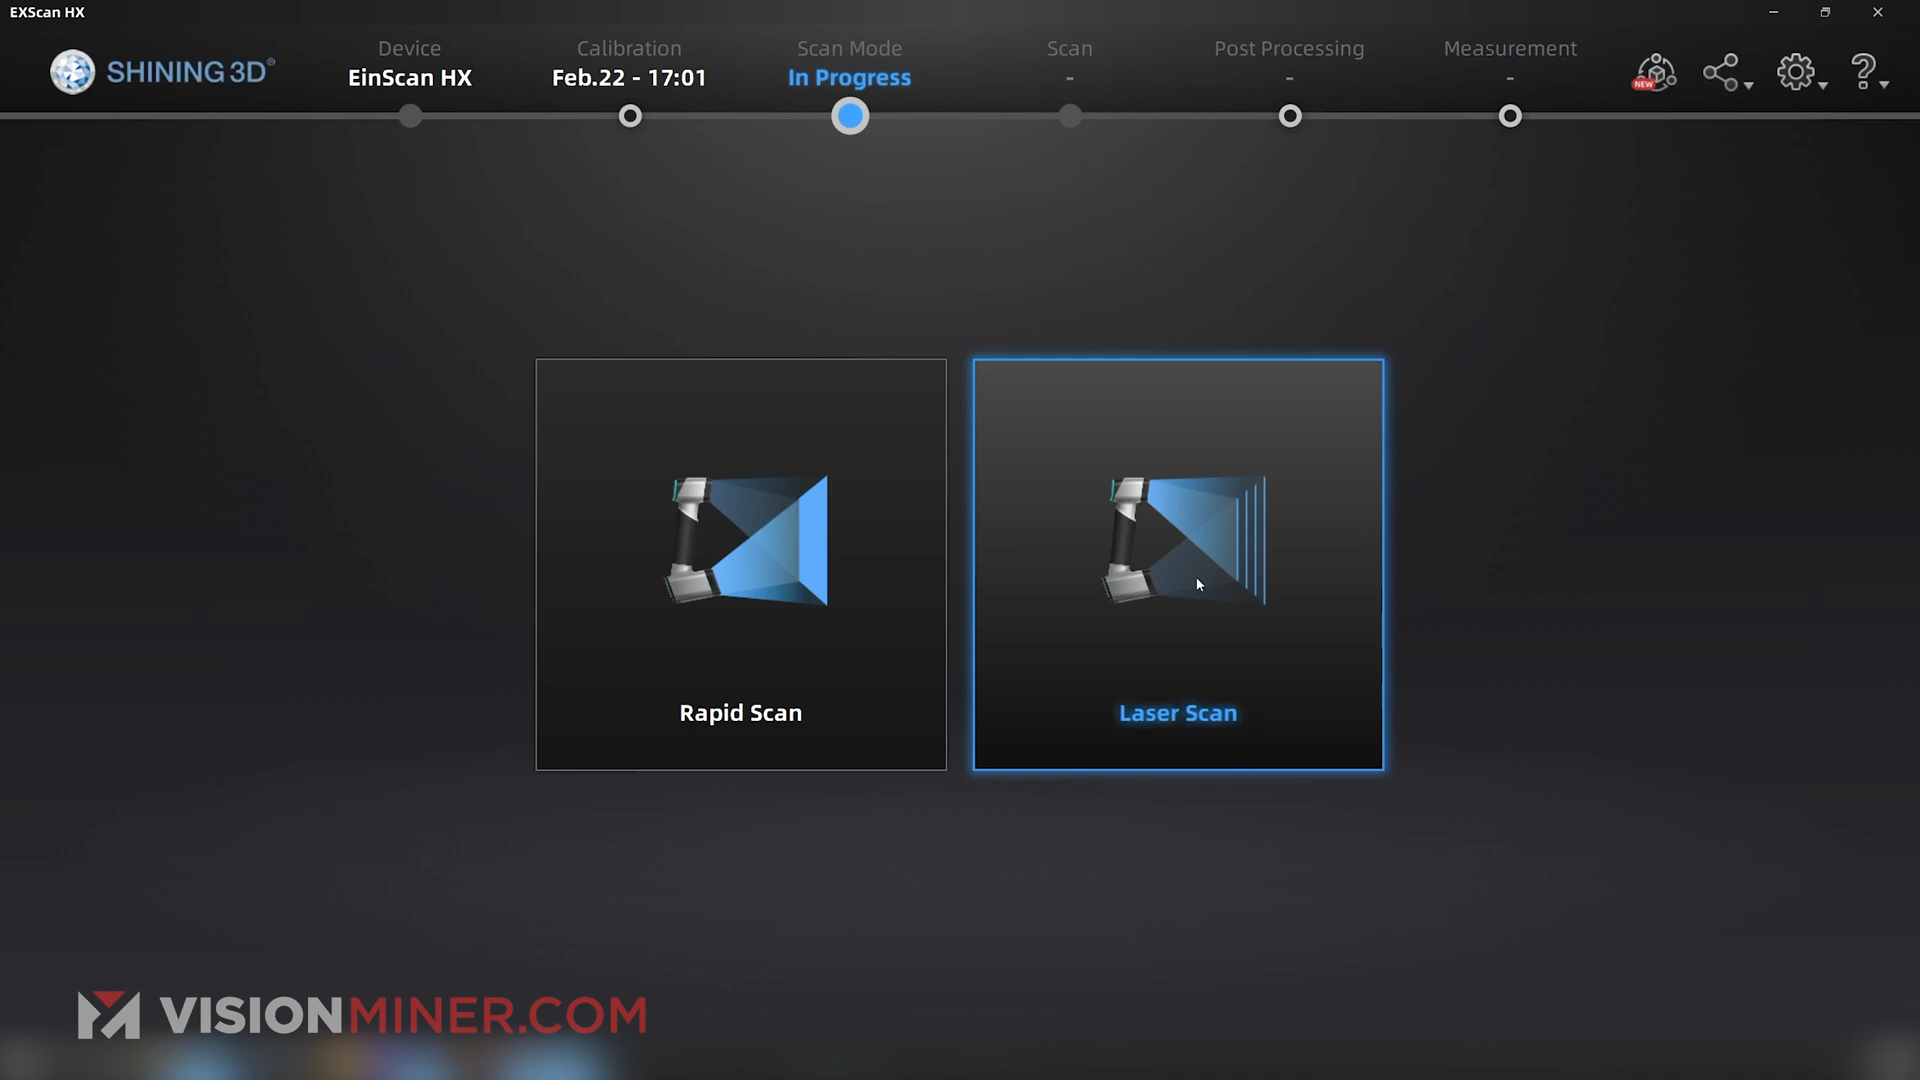 EXScan HX
SHINING 3D®
Device
EinScan HX
Calibration
Feb.22 - 17:01
Scan Mode
In Progress
Scan
-
Post Processing
-
Measurement
-
NEW
?
Rapid Scan
Laser Scan
VISIONMINER.COM